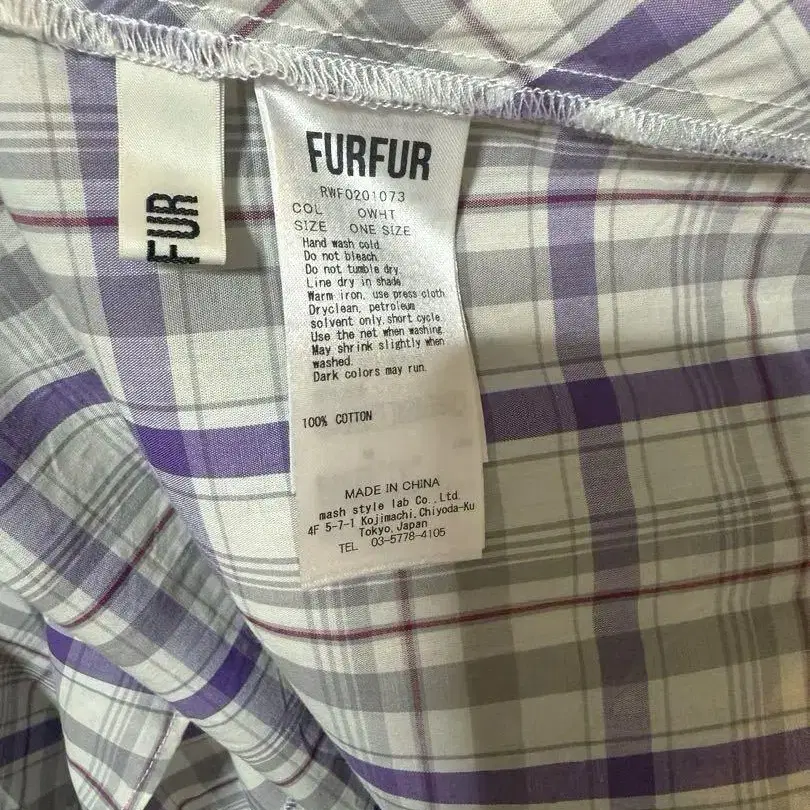 FUR
FURFUR
RWF0201073
COL OWHT
SIZE ONE SIZE
Hand wash cold.
Do not bleach.
Do not tumble dry.
Line dry in shade.
Warm iron, use press cloth
Dryclean, petroleum
solvent only,short cycle.
Use the net when washing.
May shrink slightly when
washed.
Dark colors may run.
100% COTTON
MADE IN CHINA
mash style lab Co.,Ltd.
4F 5-7-1 Kojimachi,Chiyoda-Ku
Tokyo,Japan
TEL 03-5778-4105